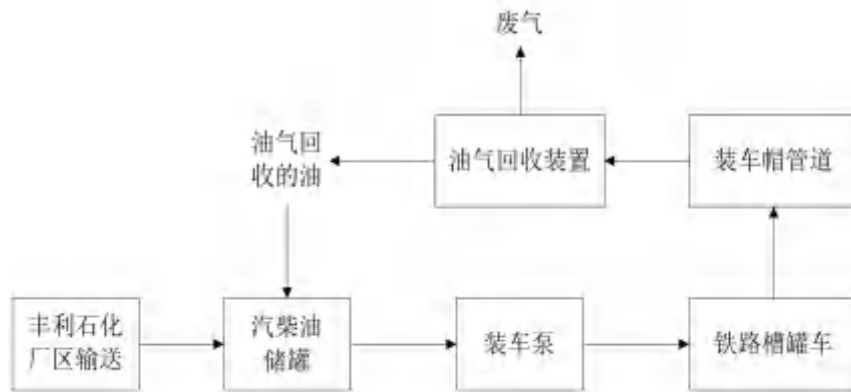 废气
油气回
收的油
油气回收装置
装车帽管道
丰利石化
厂区输送
汽柴油
储罐
装车泵
铁路槽罐车